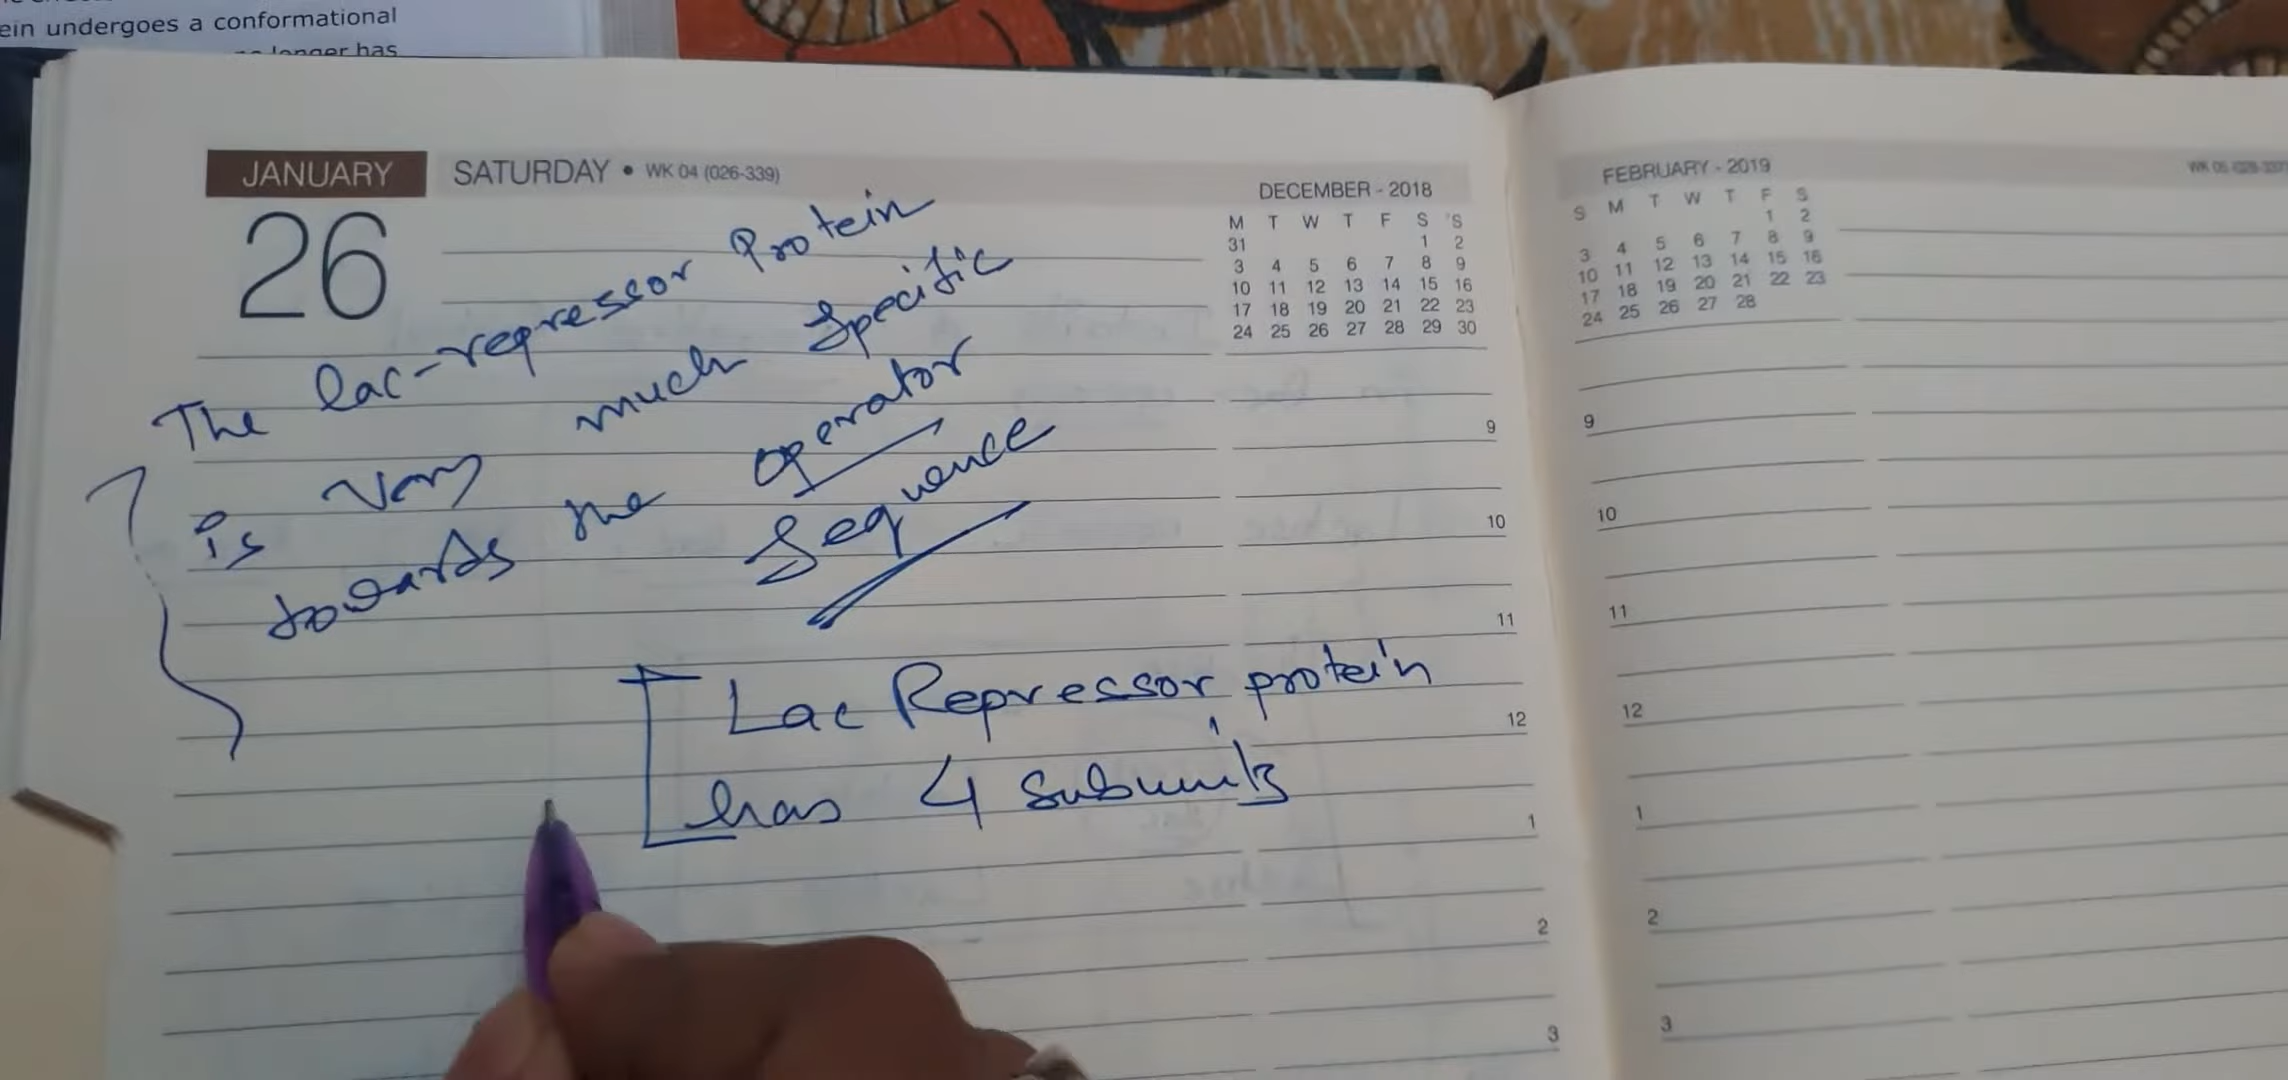 ein undergoes a conformational
longer has
JANUARY SATURDAY • WK 04 (026-339)
26
DECEMBER - 2018
M T W T F S S
31 1 2
3 4 5 6 7 8 9
10 11 12 13 14 15 16
17 18 19 20 21 22 23
24 25 26 27 28 29 30
The lac-repressor Protein
is very much Specific
towards the operator
Sequence
Lac Repressor protein
has 4 subunits
9
10
11
12
1
2
3
FEBRUARY - 2019
S M T W T F S
1 2
3 4 5 6 7 8 9
10 11 12 13 14 15 16
17 18 19 20 21 22 23
24 25 26 27 28
9
10
11
12
1
2
3